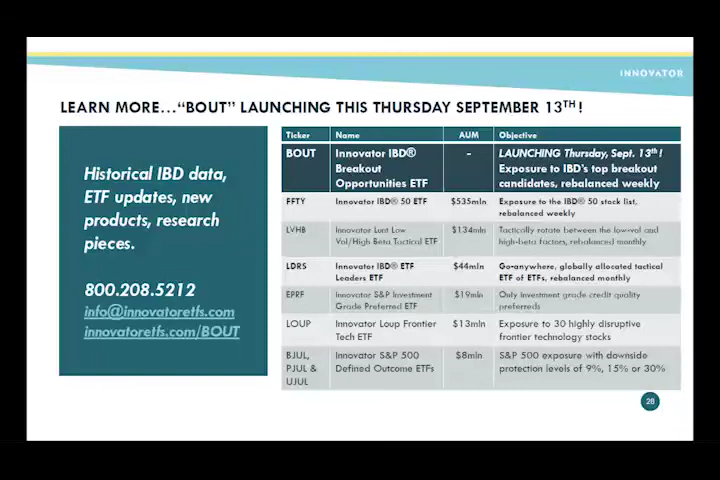 INNOVATOR
LEARN MORE…“BOUT” LAUNCHING THIS THURSDAY SEPTEMBER 13TH!
Historical IBD data,
ETF updates, new
products, research
pieces.
800.208.5212
info@innovatoretfs.com
innovatoretfs.com/BOUT
Ticker Name AUM Objective
BOUT Innovator IBD® - LAUNCHING Thursday, Sept. 13th!
Breakout Exposure to IBD's top breakout
Opportunities ETF candidates, rebalanced weekly
FFTY Innovator IBD® 50 ETF $535mln Exposure to the IBD® 50 stock list,
rebalanced weekly
LVHB Innovator Lunt Low $134mln Tactically rotate between the low-vol and
Vol/High Beta Tactical ETF high-beta factors, rebalanced monthly
LDRS Innovator IBD® ETF $44mln Go-anywhere, globally allocated tactical
Leaders ETF ETF of ETFs, rebalanced monthly
EPRF Innovator S&P Investment $19mln Only investment grade credit quality
Grade Preferred ETF preferreds
LOUP Innovator Loup Frontier $13mln Exposure to 30 highly disruptive
Tech ETF frontier technology stocks
BJUL, Innovator S&P 500 $8mln S&P 500 exposure with downside
PJUL & Defined Outcome ETFs protection levels of 9%, 15% or 30%
UJUL
28